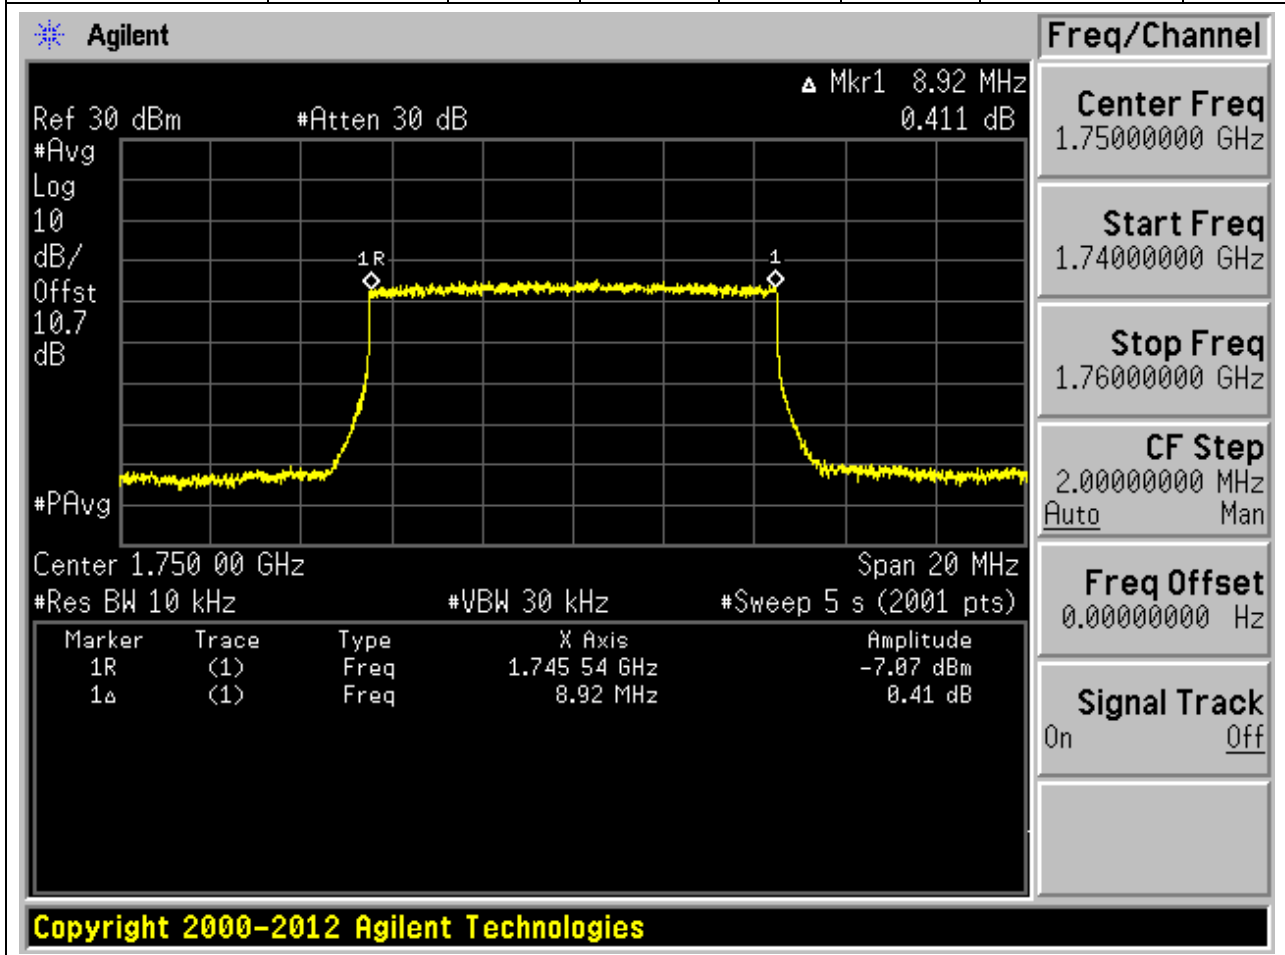 Agilent
Freq/Channel
▵ Mkr1 8.92 MHz
Ref 30 dBm #Atten 30 dB 0.411 dB
#Avg
Log
10
dB/
Offst
10.7
dB
#PAvg
1R 1
Center 1.750 00 GHz Span 20 MHz
#Res BW 10 kHz #VBW 30 kHz #Sweep 5 s (2001 pts)
Marker Trace Type X Axis Amplitude
1R (1) Freq 1.745 54 GHz -7.07 dBm
1▵ (1) Freq 8.92 MHz 0.41 dB
Center Freq
1.75000000 GHz
Start Freq
1.74000000 GHz
Stop Freq
1.76000000 GHz
CF Step
2.00000000 MHz
Auto Man
Freq Offset
0.00000000 Hz
Signal Track
On Off
Copyright 2000-2012 Agilent Technologies